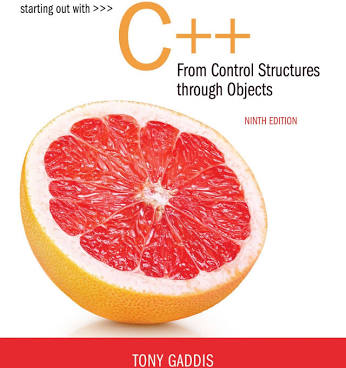 starting out with >>>
C++
From Control Structures
through Objects
NINTH EDITION
TONY GADDIS